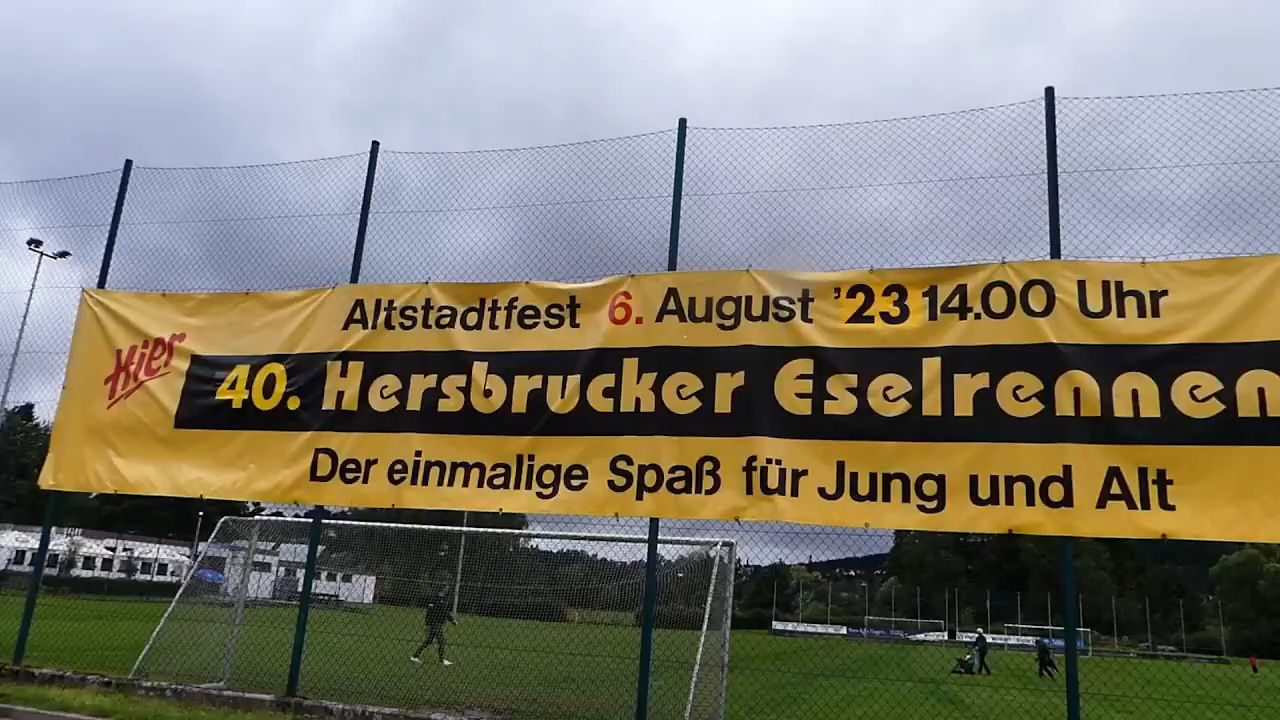 Altstadtfest 6. August '23 14.00 Uhr
Hier
40. Hersbrucker Eselrennen
Der einmalige Spaß für Jung und Alt